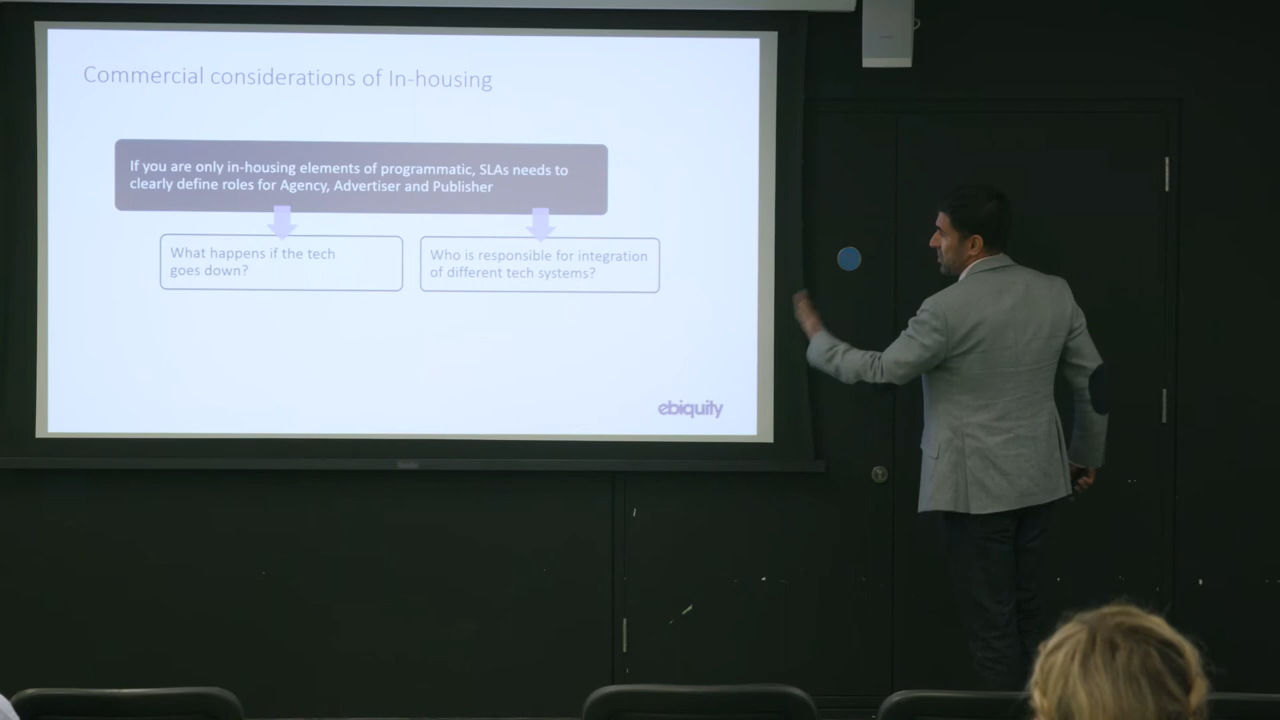 Commercial considerations of In-housing
If you are only in-housing elements of programmatic, SLAs needs to
clearly define roles for Agency, Advertiser and Publisher
What happens if the tech
goes down?
Who is responsible for integration
of different tech systems?
ebiquity